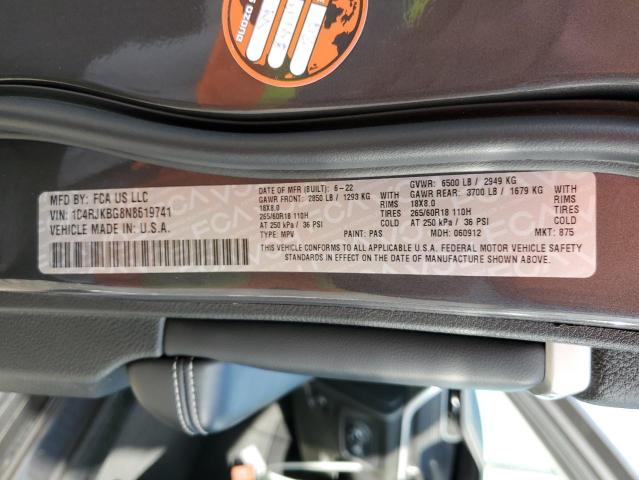 MFD BY: FCA US LLC
VIN: 1C4RJKBG8N8619741
VEHICLE MADE IN: U.S.A.
DATE OF MFR (BUILT): 6-22
GVWR: 6500 LB / 2949 KG
GAWR FRONT: 2850 LB / 1293 KG
GAWR REAR: 3700 LB / 1679 KG
18X8.0 RIMS
18X8.0 RIMS
265/60R18 110H TIRES
265/60R18 110H TIRES
AT 250 kPa / 36 PSI COLD
AT 250 kPa / 36 PSI COLD
TYPE: MPV PAINT: PAS MDH: 060912 MKT: 875
THIS VEHICLE CONFORMS TO ALL APPLICABLE U.S.A. FEDERAL MOTOR VEHICLE SAFETY
STANDARDS IN EFFECT ON THE DATE OF MANUFACTURE SHOWN ABOVE.